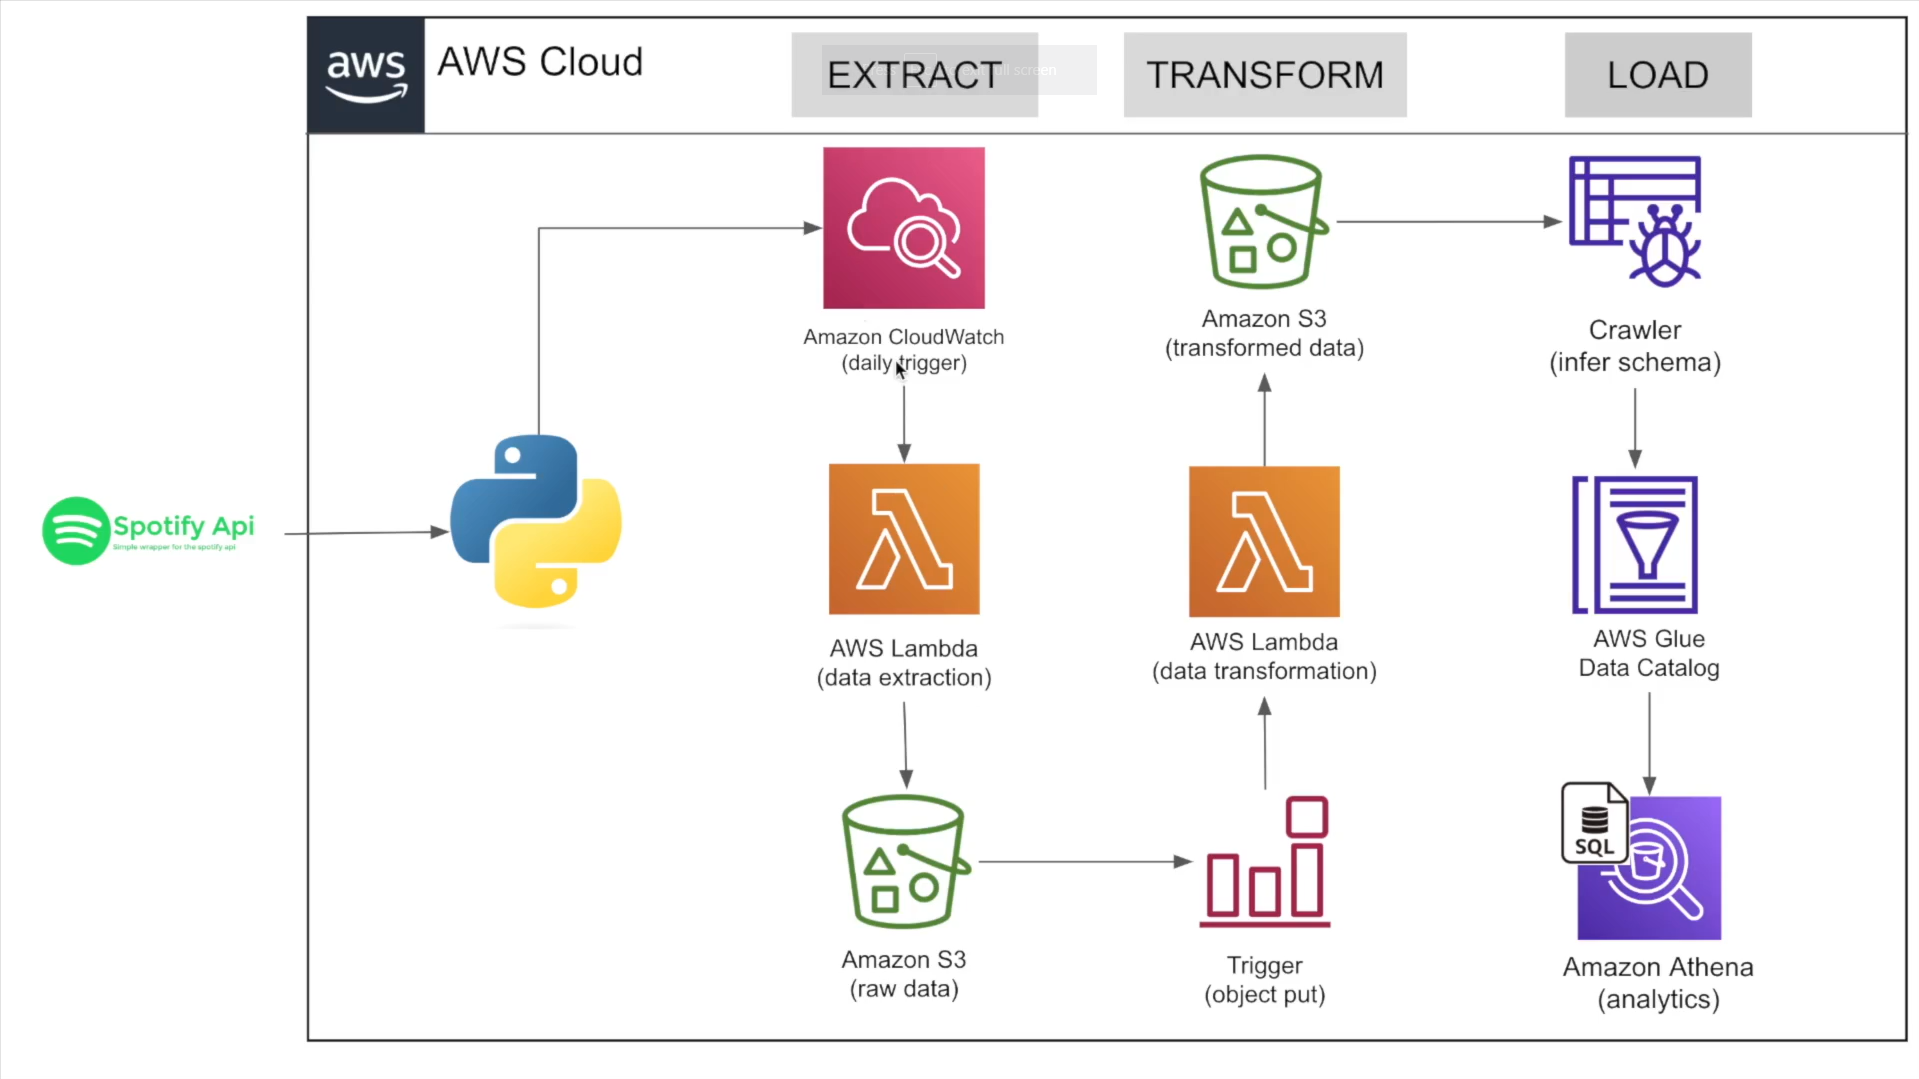 aws
AWS Cloud
EXTRACT
full screen
TRANSFORM
LOAD
Spotify Api
Simple wrapper for the spotify api
Amazon CloudWatch
(daily trigger)
AWS Lambda
(data extraction)
Amazon S3
(raw data)
Amazon S3
(transformed data)
AWS Lambda
(data transformation)
Trigger
(object put)
Crawler
(infer schema)
AWS Glue
Data Catalog
SQL
Amazon Athena
(analytics)